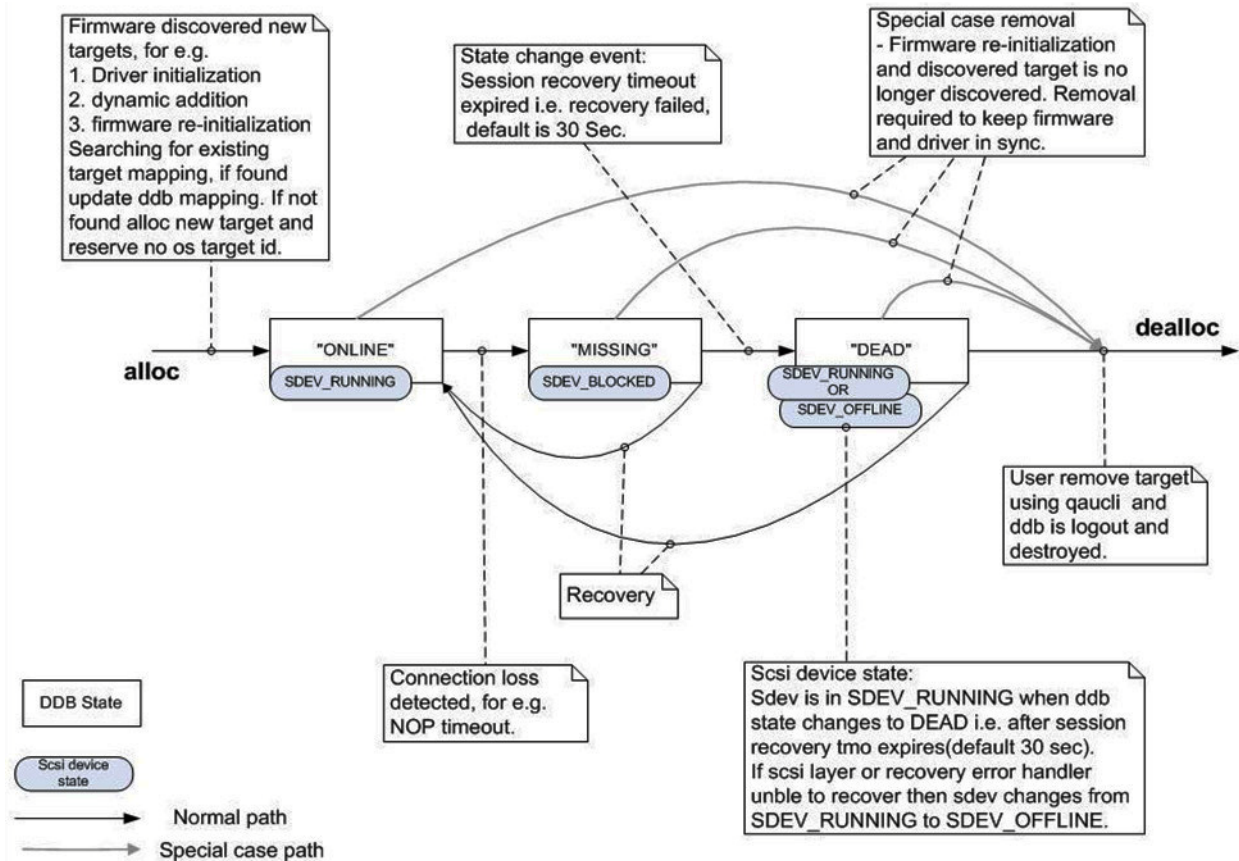 Firmware discovered new
targets, for e.g.
1. Driver initialization
2. dynamic addition
3. firmware re-initialization
Searching for existing
target mapping, if found
update ddb mapping. If not
found alloc new target and
reserve no os target id.
State change event:
Session recovery timeout
expired i.e. recovery failed,
default is 30 Sec.
Special case removal
- Firmware re-initialization
and discovered target is no
longer discovered. Removal
required to keep firmware
and driver in sync.
alloc
"ONLINE"
SDEV_RUNNING
"MISSING"
SDEV_BLOCKED
"DEAD"
SDEV_RUNNING
OR
SDEV_OFFLINE
dealloc
User remove target
using qaucli and
ddb is logout and
destroyed.
Recovery
Connection loss
detected, for e.g.
NOP timeout.
Scsi device state:
Sdev is in SDEV_RUNNING when ddb
state changes to DEAD i.e. after session
recovery tmo expires(default 30 sec).
If scsi layer or recovery error handler
unble to recover then sdev changes from
SDEV_RUNNING to SDEV_OFFLINE.
DDB State
Scsi device
state
Normal path
Special case path